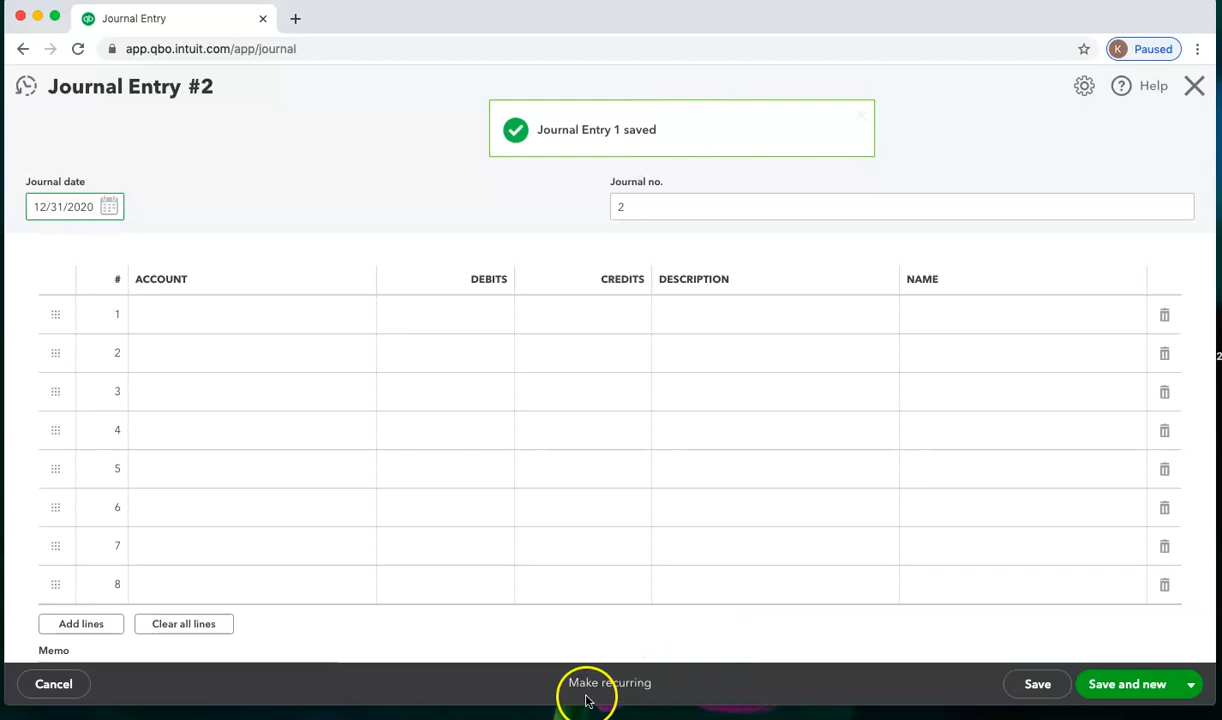 Journal Entry
app.qbo.intuit.com/app/journal
K Paused
Journal Entry #2
Help
Journal Entry 1 saved
Journal date
Journal no.
12/31/2020
2
# ACCOUNT DEBITS CREDITS DESCRIPTION NAME
1
2
3
4
5
6
7
8
Add lines Clear all lines
Memo
Cancel Make recurring Save Save and new